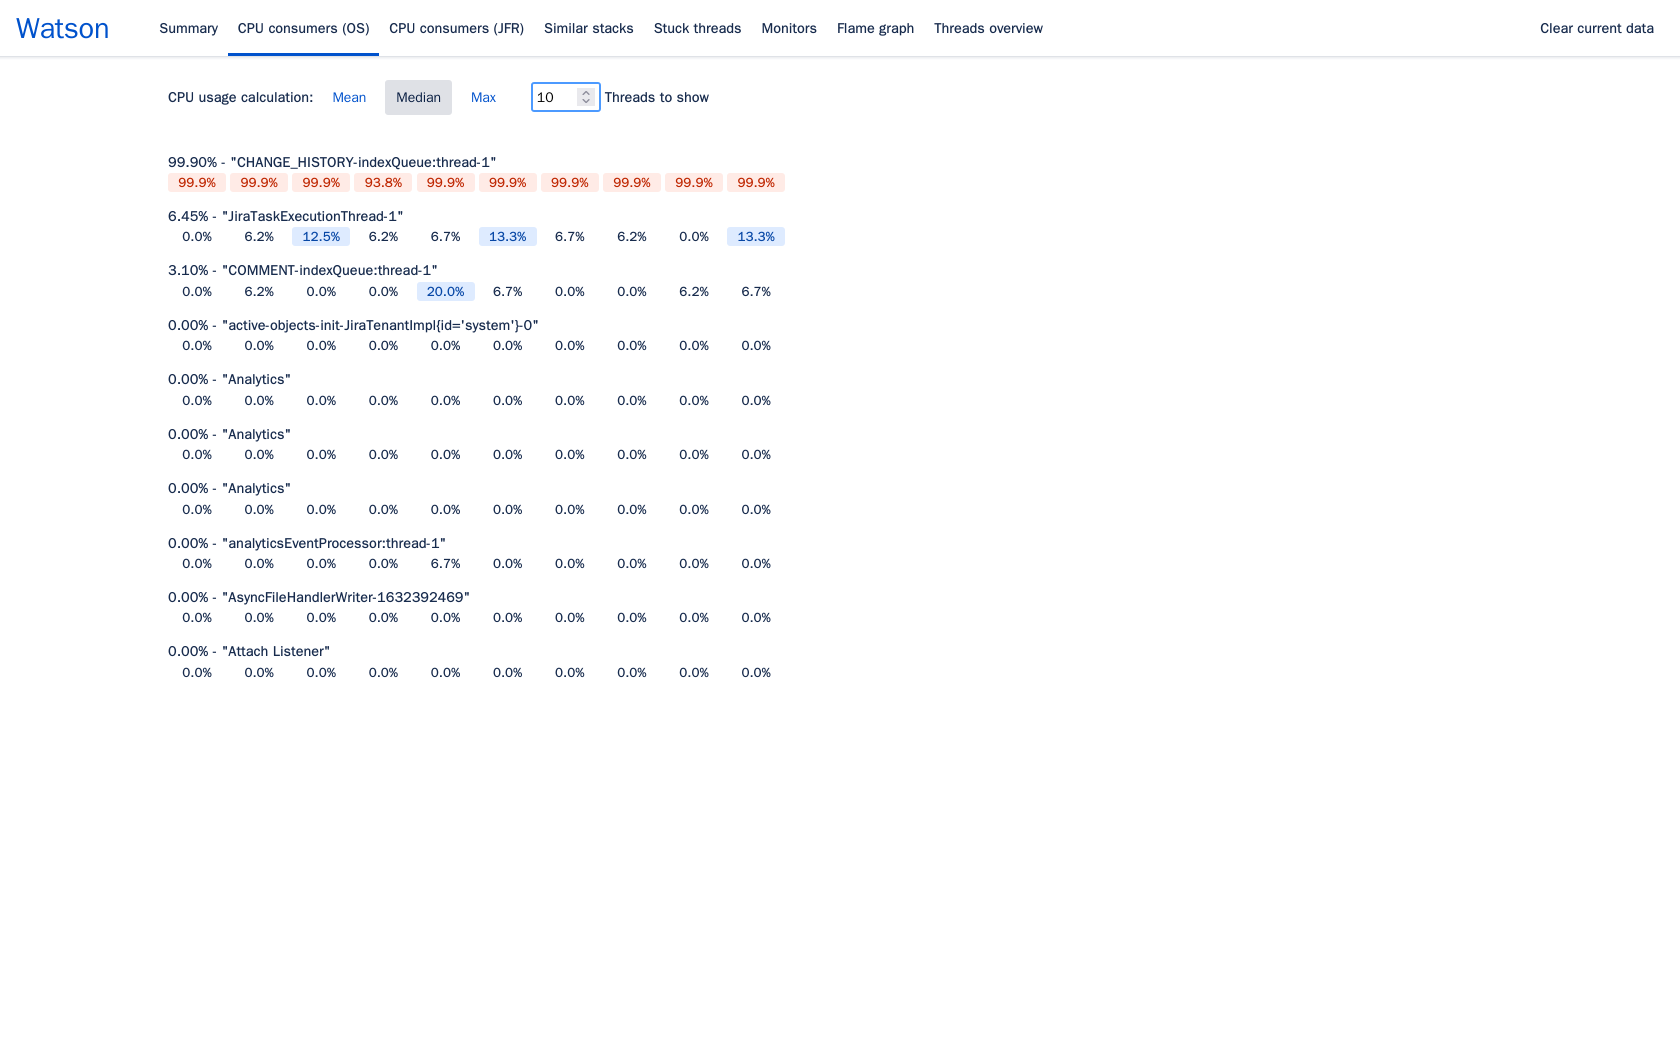 Watson Summary CPU consumers (OS) CPU consumers (JFR) Similar stacks Stuck threads Monitors Flame graph Threads overview Clear current data
CPU usage calculation: Mean Median Max 10 Threads to show
99.90% - "CHANGE_HISTORY-indexQueue:thread-1"
99.9% 99.9% 99.9% 93.8% 99.9% 99.9% 99.9% 99.9% 99.9% 99.9%
6.45% - "JiraTaskExecutionThread-1"
0.0% 6.2% 12.5% 6.2% 6.7% 13.3% 6.7% 6.2% 0.0% 13.3%
3.10% - "COMMENT-indexQueue:thread-1"
0.0% 6.2% 0.0% 0.0% 20.0% 6.7% 0.0% 0.0% 6.2% 6.7%
0.00% - "active-objects-init-JiraTenantImpl{id='system'}-0"
0.0% 0.0% 0.0% 0.0% 0.0% 0.0% 0.0% 0.0% 0.0% 0.0%
0.00% - "Analytics"
0.0% 0.0% 0.0% 0.0% 0.0% 0.0% 0.0% 0.0% 0.0% 0.0%
0.00% - "Analytics"
0.0% 0.0% 0.0% 0.0% 0.0% 0.0% 0.0% 0.0% 0.0% 0.0%
0.00% - "Analytics"
0.0% 0.0% 0.0% 0.0% 0.0% 0.0% 0.0% 0.0% 0.0% 0.0%
0.00% - "analyticsEventProcessor:thread-1"
0.0% 0.0% 0.0% 0.0% 6.7% 0.0% 0.0% 0.0% 0.0% 0.0%
0.00% - "AsyncFileHandlerWriter-1632392469"
0.0% 0.0% 0.0% 0.0% 0.0% 0.0% 0.0% 0.0% 0.0% 0.0%
0.00% - "Attach Listener"
0.0% 0.0% 0.0% 0.0% 0.0% 0.0% 0.0% 0.0% 0.0% 0.0%